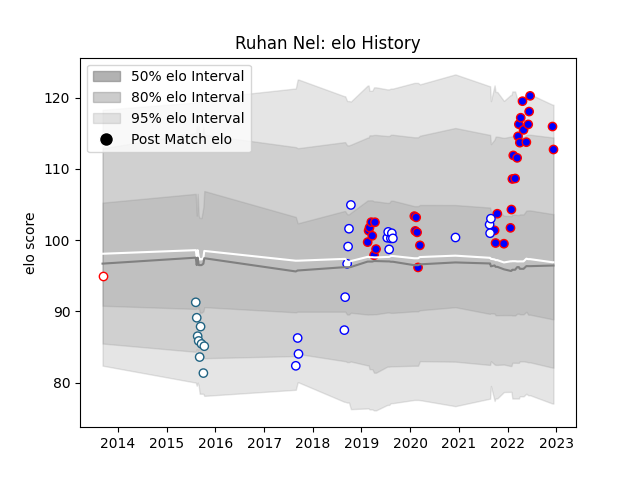 Ruhan Nel: elo History
50% elo Interval
80% elo Interval
95% elo Interval
Post Match elo
elo score
120
110
100
90
80
2014 2015 2016 2017 2018 2019 2020 2021 2022 2023